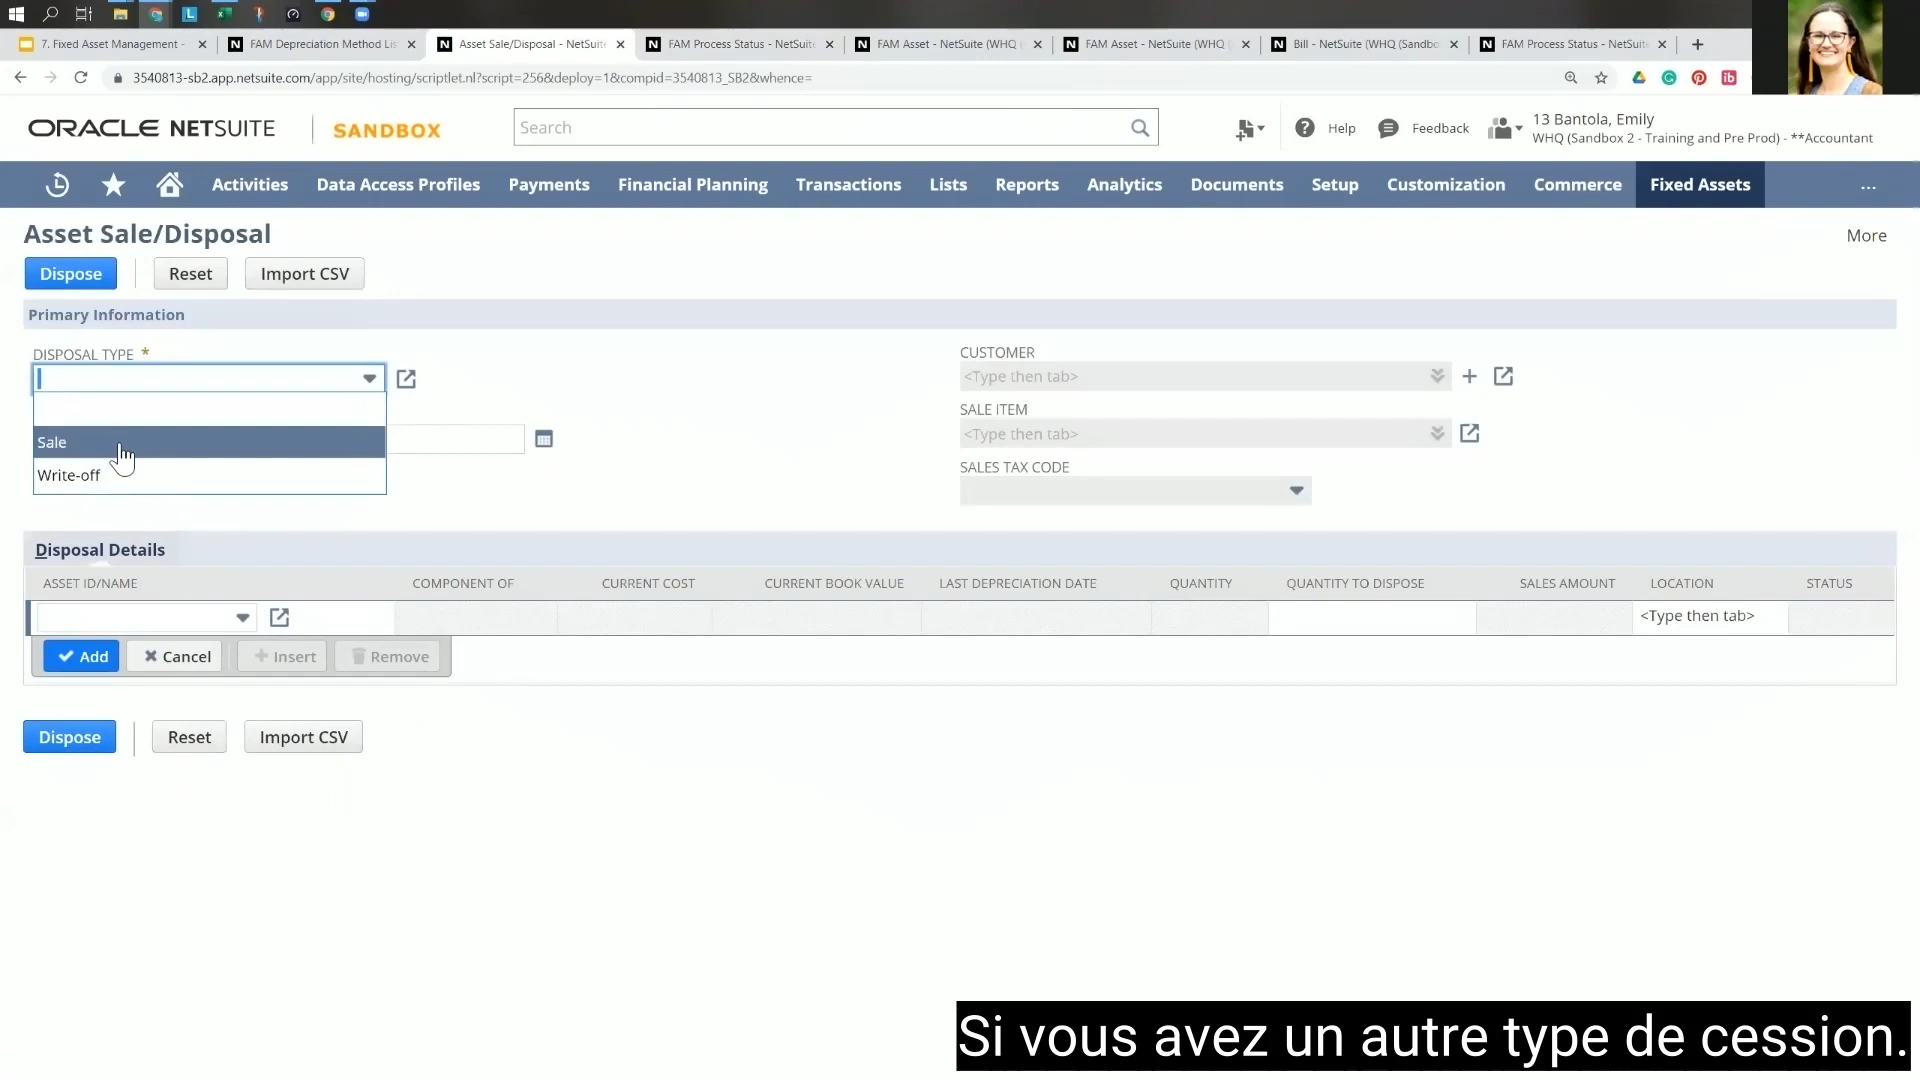 7. Fixed Asset Management -
FAM Depreciation Method Lis
Asset Sale/Disposal - NetSuite
FAM Process Status - NetSuite
FAM Asset - NetSuite (WHQ
FAM Asset - NetSuite (WHQ
Bill - NetSuite (WHQ (Sandbo
FAM Process Status - NetSuite
3540813-sb2.app.netsuite.com/app/site/hosting/scriptlet.nl?script=256&deploy=1&compid=3540813_SB2&whence=
ORACLE NETSUITE
SANDBOX
Search
Help
Feedback
13 Bantola, Emily
WHQ (Sandbox 2 - Training and Pre Prod) - **Accountant
Activities
Data Access Profiles
Payments
Financial Planning
Transactions
Lists
Reports
Analytics
Documents
Setup
Customization
Commerce
Fixed Assets
...
Asset Sale/Disposal
More
Dispose
Reset
Import CSV
Primary Information
DISPOSAL TYPE *
Sale
Write-off
CUSTOMER
<Type then tab>
SALE ITEM
<Type then tab>
SALES TAX CODE
Disposal Details
ASSET ID/NAME
COMPONENT OF
CURRENT COST
CURRENT BOOK VALUE
LAST DEPRECIATION DATE
QUANTITY
QUANTITY TO DISPOSE
SALES AMOUNT
LOCATION
STATUS
<Type then tab>
Add
Cancel
Insert
Remove
Dispose
Reset
Import CSV
Si vous avez un autre type de cession.